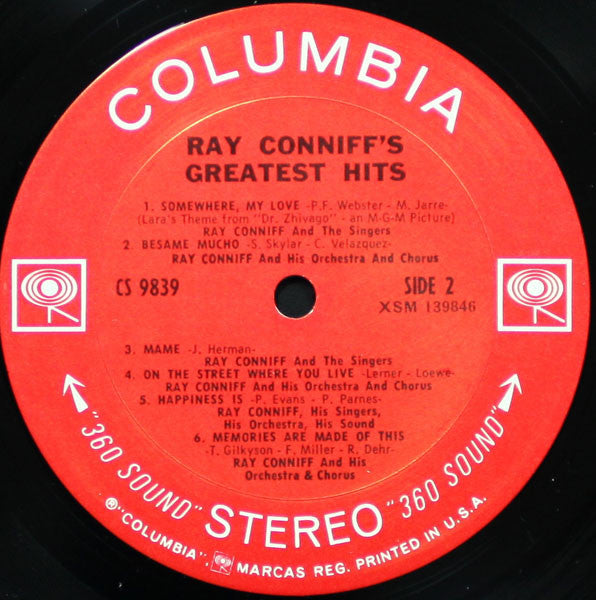 COLUMBIA
RAY CONNIFF'S
GREATEST HITS
1. SOMEWHERE, MY LOVE -P.F. Webster - M. Jarre-
(Lara's Theme from "Dr. Zhivago" - an M-G-M Picture)
RAY CONNIFF And The Singers
2. BESAME MUCHO -S. Skylar - C. Velazquez-
RAY CONNIFF And His Orchestra And Chorus
CS 9839
SIDE 2
XSM 139846
3. MAME -J. Herman-
RAY CONNIFF And The Singers
4. ON THE STREET WHERE YOU LIVE -Lerner - Loewe-
RAY CONNIFF And His Orchestra And Chorus
5. HAPPINESS IS -P. Evans - P. Parnes-
RAY CONNIFF, His Singers,
His Orchestra, His Sound
6. MEMORIES ARE MADE OF THIS
-T. Gilkyson - F. Miller - R. Dehr-
RAY CONNIFF And His
Orchestra & Chorus
"360 SOUND" STEREO "360 SOUND"
®"COLUMBIA", MARCAS REG. PRINTED IN U.S.A.